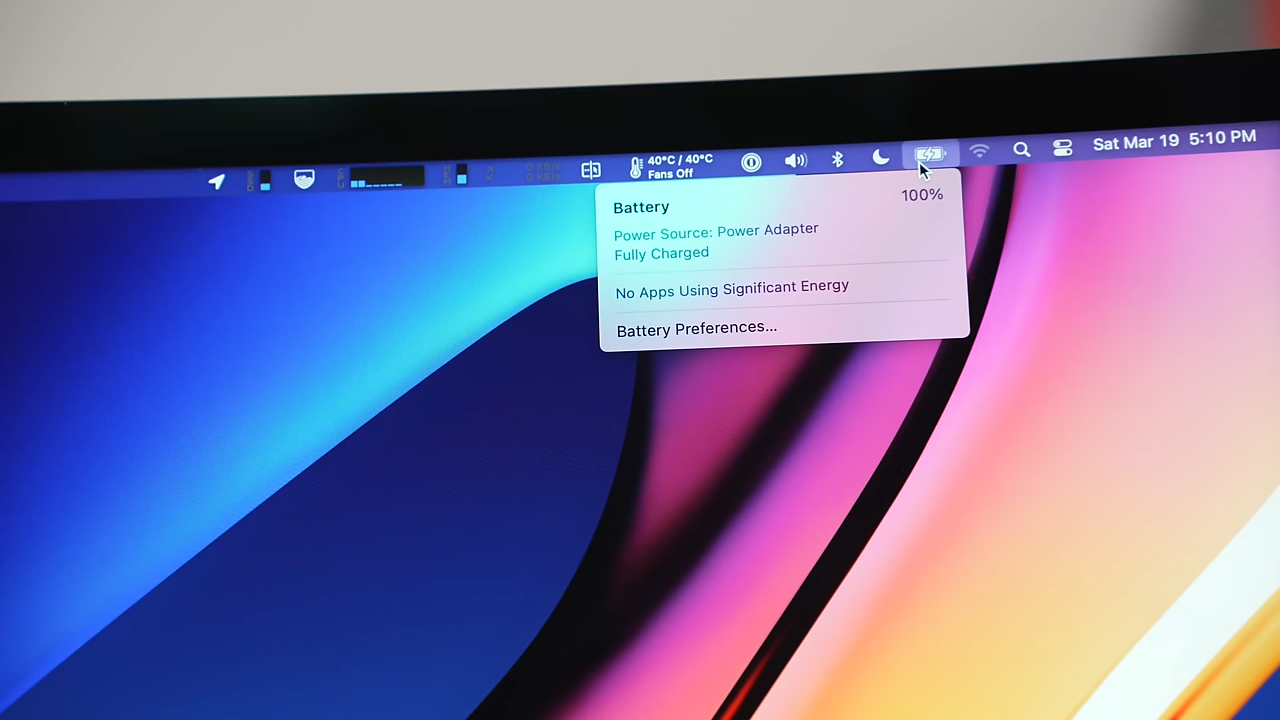 40°C / 40°C
Fans Off
Sat Mar 19 5:10 PM
Battery
100%
Power Source: Power Adapter
Fully Charged
No Apps Using Significant Energy
Battery Preferences...